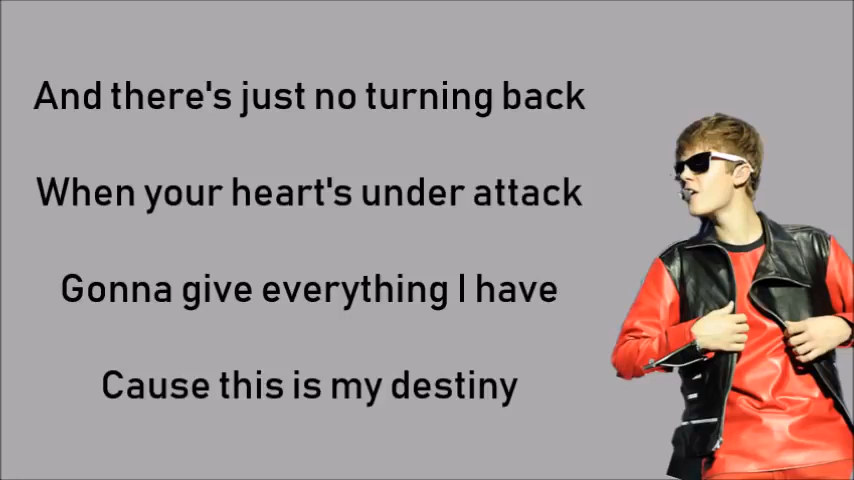 And there's just no turning back
When your heart's under attack
Gonna give everything I have
Cause this is my destiny